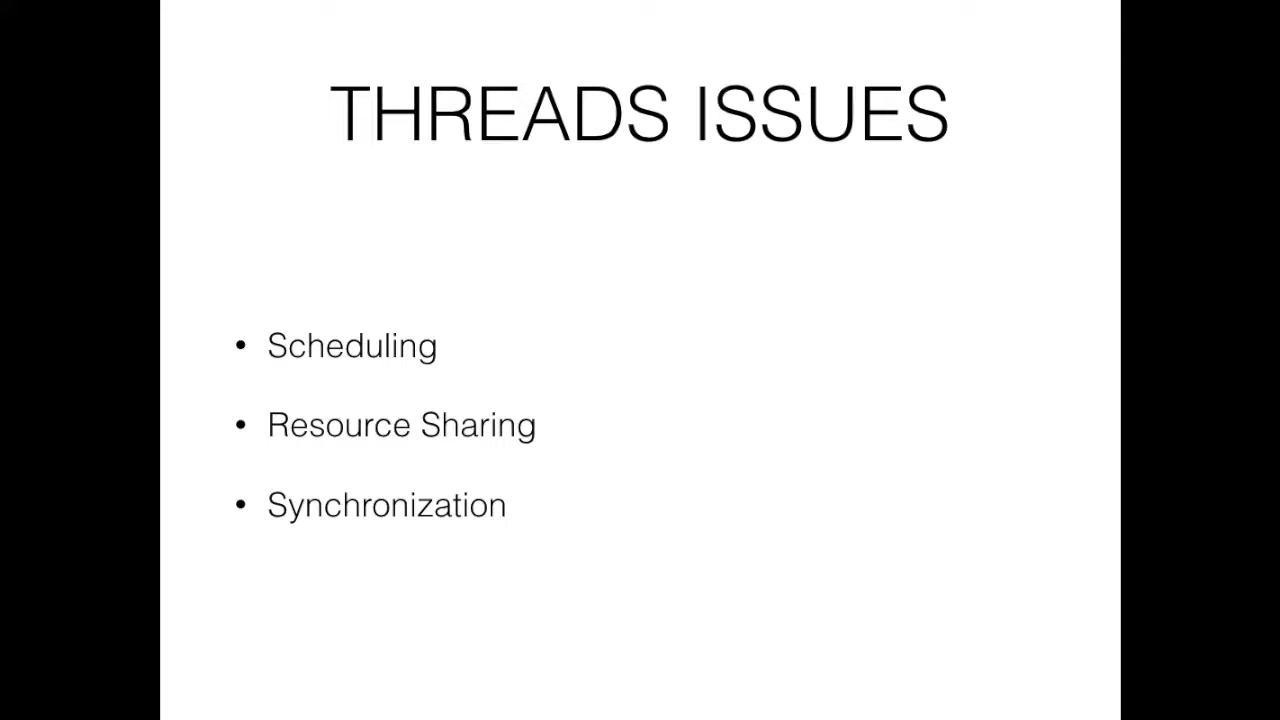 THREADS ISSUES
• Scheduling
• Resource Sharing
• Synchronization